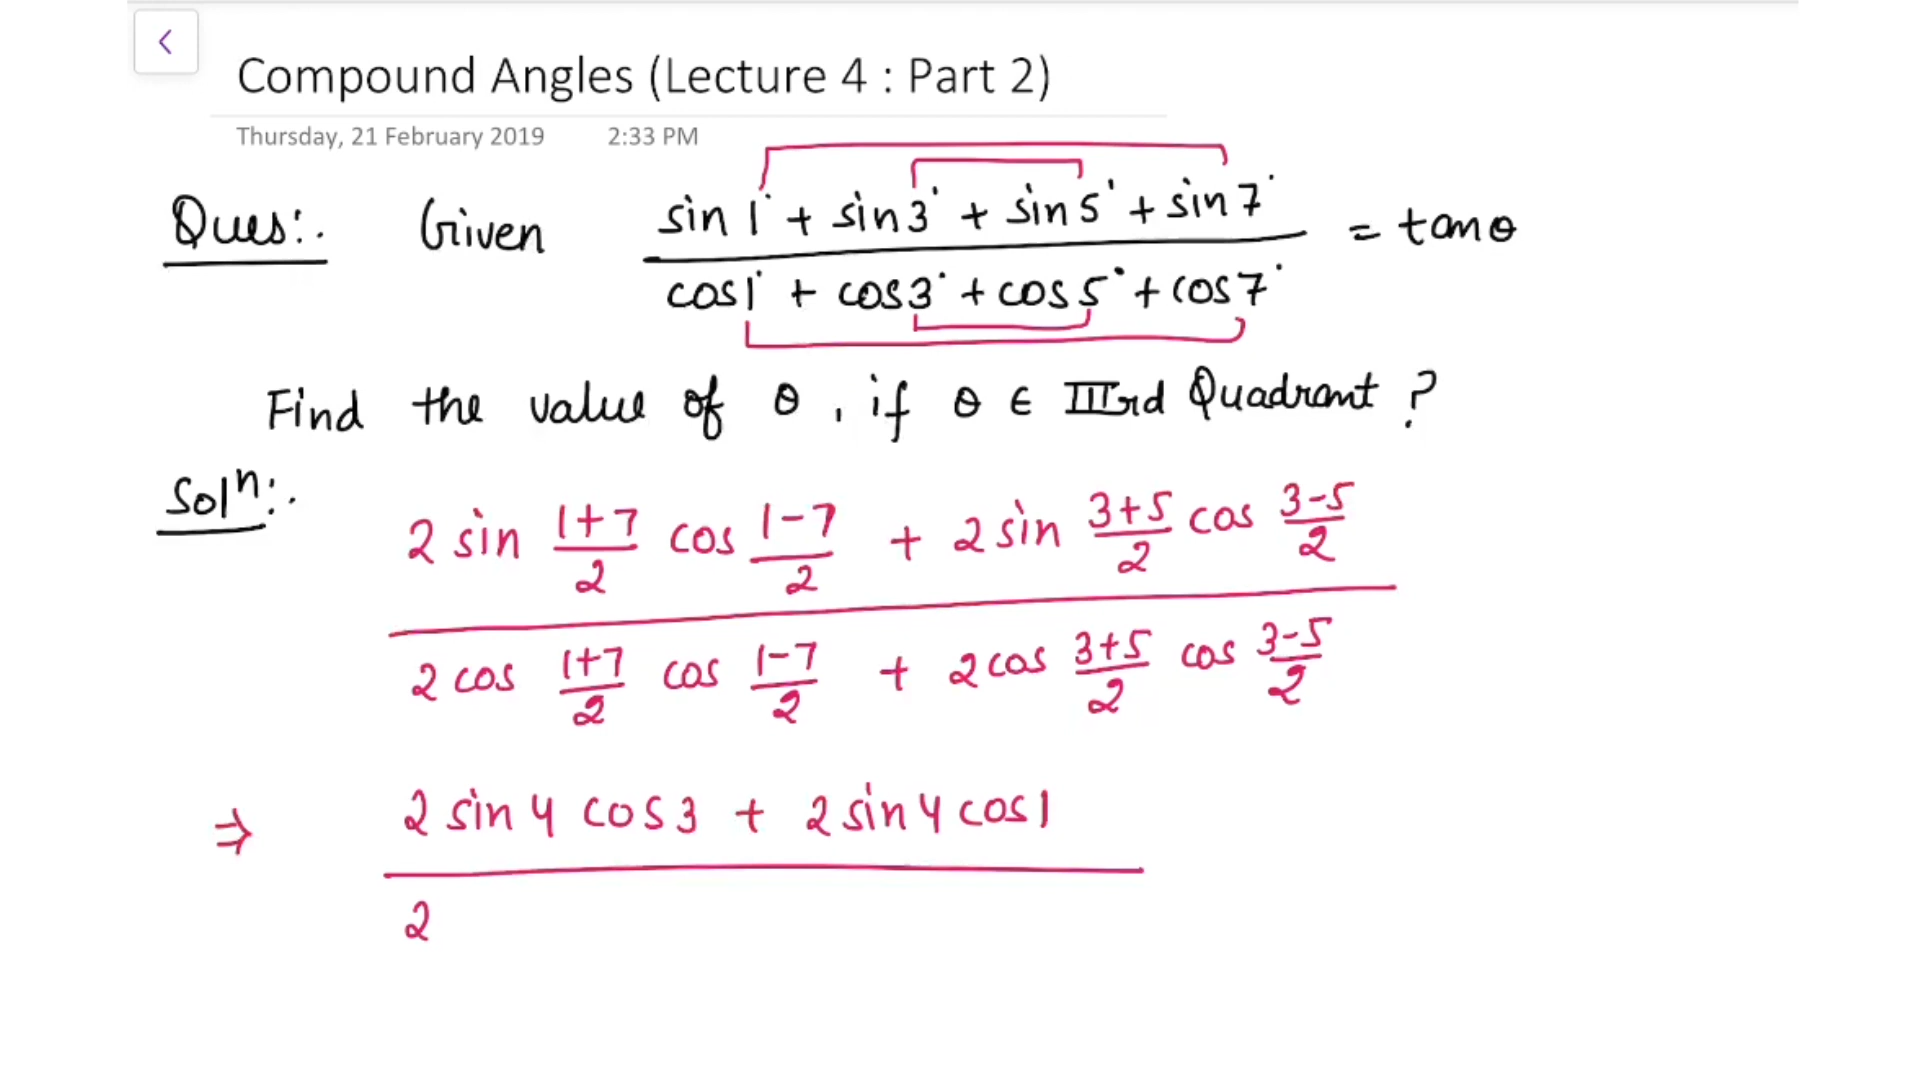 Compound Angles (Lecture 4 : Part 2)
Thursday, 21 February 2019 2:33 PM
Ques:. Given (sin 1° + sin 3° + sin 5° + sin 7°)/(cos 1° + cos 3° + cos 5° + cos 7°) = tan θ
Find the value of θ , if θ ∈ IIIrd Quadrant ?
Solⁿ:.
2 sin (1+7)/2 cos (1-7)/2 + 2 sin (3+5)/2 cos (3-5)/2
2 cos (1+7)/2 cos (1-7)/2 + 2 cos (3+5)/2 cos (3-5)/2
⇒ 2 sin 4 cos 3 + 2 sin 4 cos 1
2